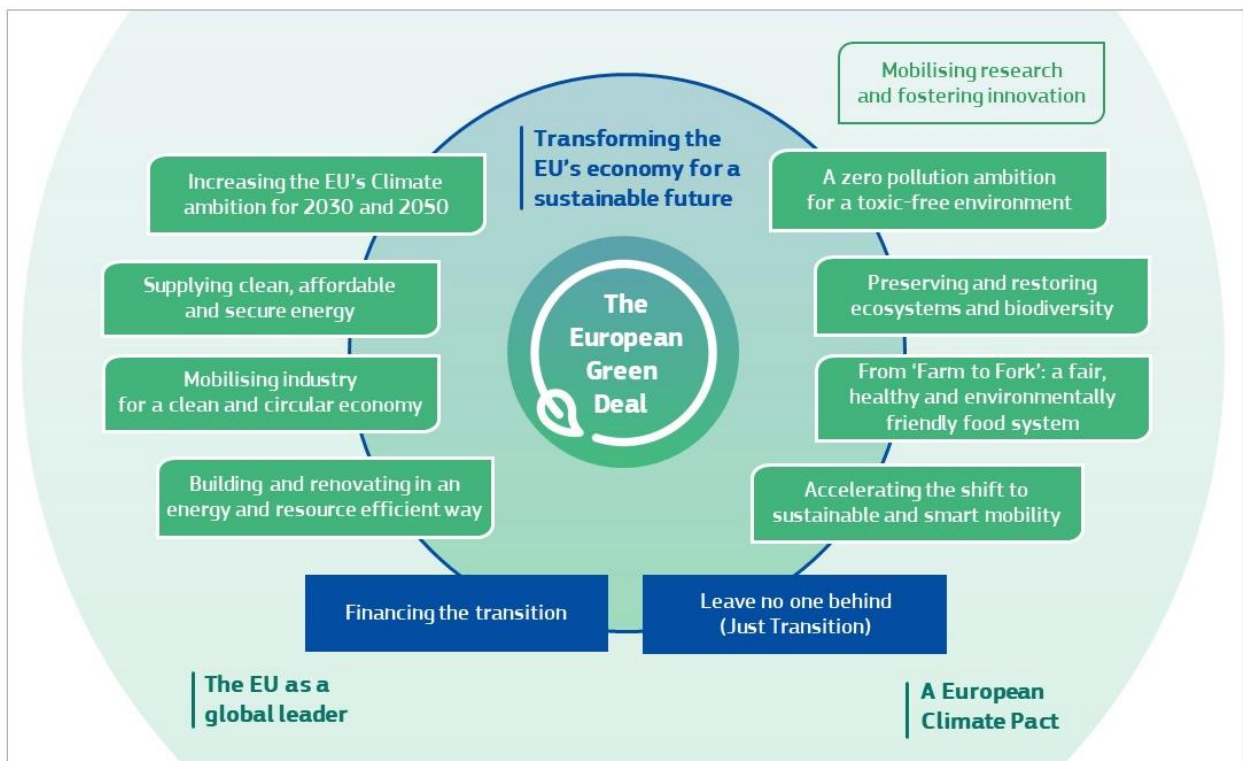 Mobilising research
and fostering innovation
Transforming the
EU's economy for a
sustainable future
Increasing the EU's Climate
ambition for 2030 and 2050
A zero pollution ambition
for a toxic-free environment
Supplying clean, affordable
and secure energy
Preserving and restoring
ecosystems and biodiversity
The
European
Green
Deal
Mobilising industry
for a clean and circular economy
From ‘Farm to Fork’: a fair,
healthy and environmentally
friendly food system
Building and renovating in an
energy and resource efficient way
Accelerating the shift to
sustainable and smart mobility
Financing the transition
Leave no one behind
(Just Transition)
The EU as a
global leader
A European
Climate Pact